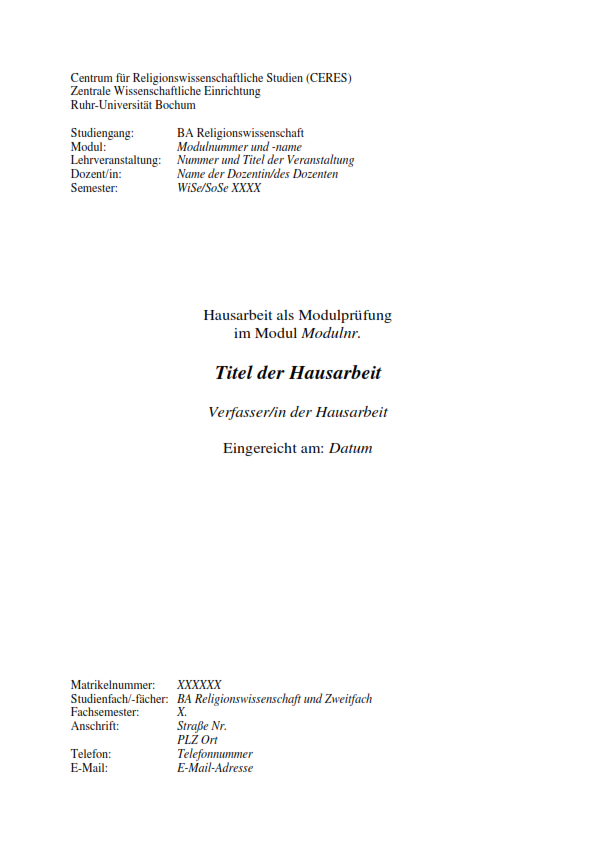 Centrum für Religionswissenschaftliche Studien (CERES)
Zentrale Wissenschaftliche Einrichtung
Ruhr-Universität Bochum
Studiengang: BA Religionswissenschaft
Modul: Modulnummer und -name
Lehrveranstaltung: Nummer und Titel der Veranstaltung
Dozent/in: Name der Dozentin/des Dozenten
Semester: WiSe/SoSe XXXX
Hausarbeit als Modulprüfung
im Modul Modulnr.
Titel der Hausarbeit
Verfasser/in der Hausarbeit
Eingereicht am: Datum
Matrikelnummer: XXXXXX
Studienfach/-fächer: BA Religionswissenschaft und Zweitfach
Fachsemester: X.
Anschrift: Straße Nr.
PLZ Ort
Telefon: Telefonnummer
E-Mail: E-Mail-Adresse